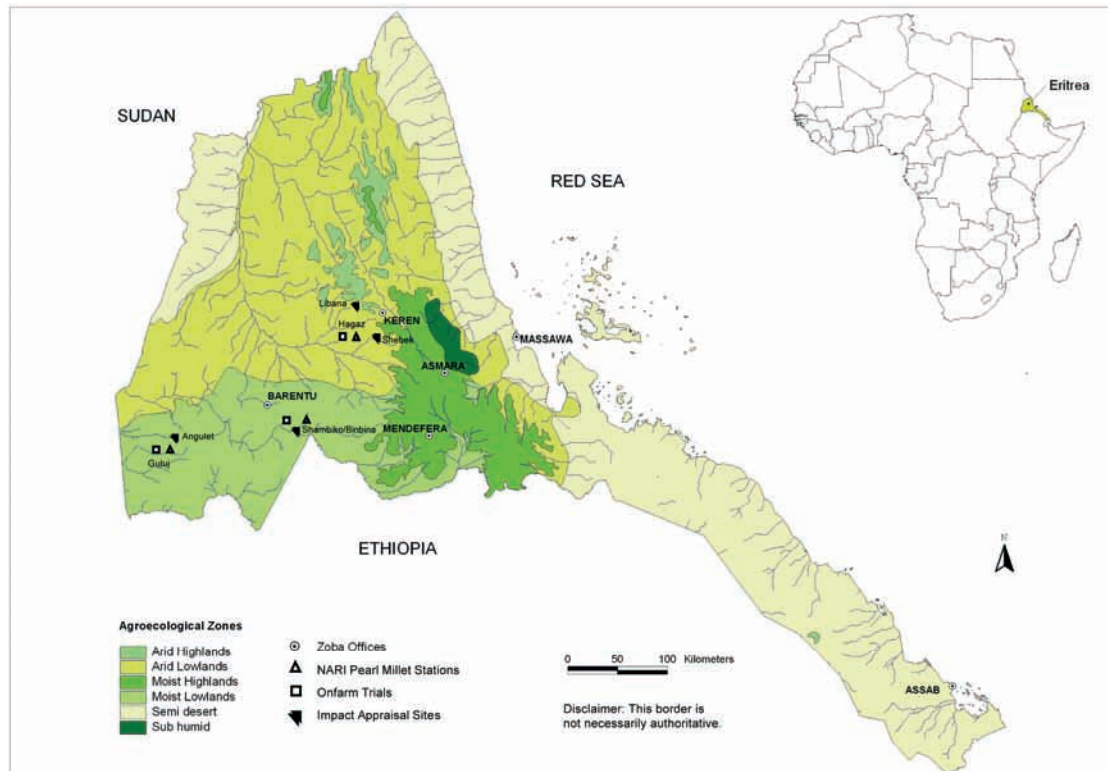 SUDAN
Eritrea
RED SEA
Libana
KEREN
Hagaz
Shebek
MASSAWA
ASMARA
BARENTU
Shambiko/Binbina
MENDEFERA
Angulet
Guluj
ETHIOPIA
N
Agroecological Zones
Arid Highlands
Arid Lowlands
Moist Highlands
Moist Lowlands
Semi desert
Sub humid
Zoba Offices
NARI Pearl Millet Stations
Onfarm Trials
Impact Appraisal Sites
0 50 100 Kilometers
Disclaimer: This border is
not necessarily authoritative.
ASSAB